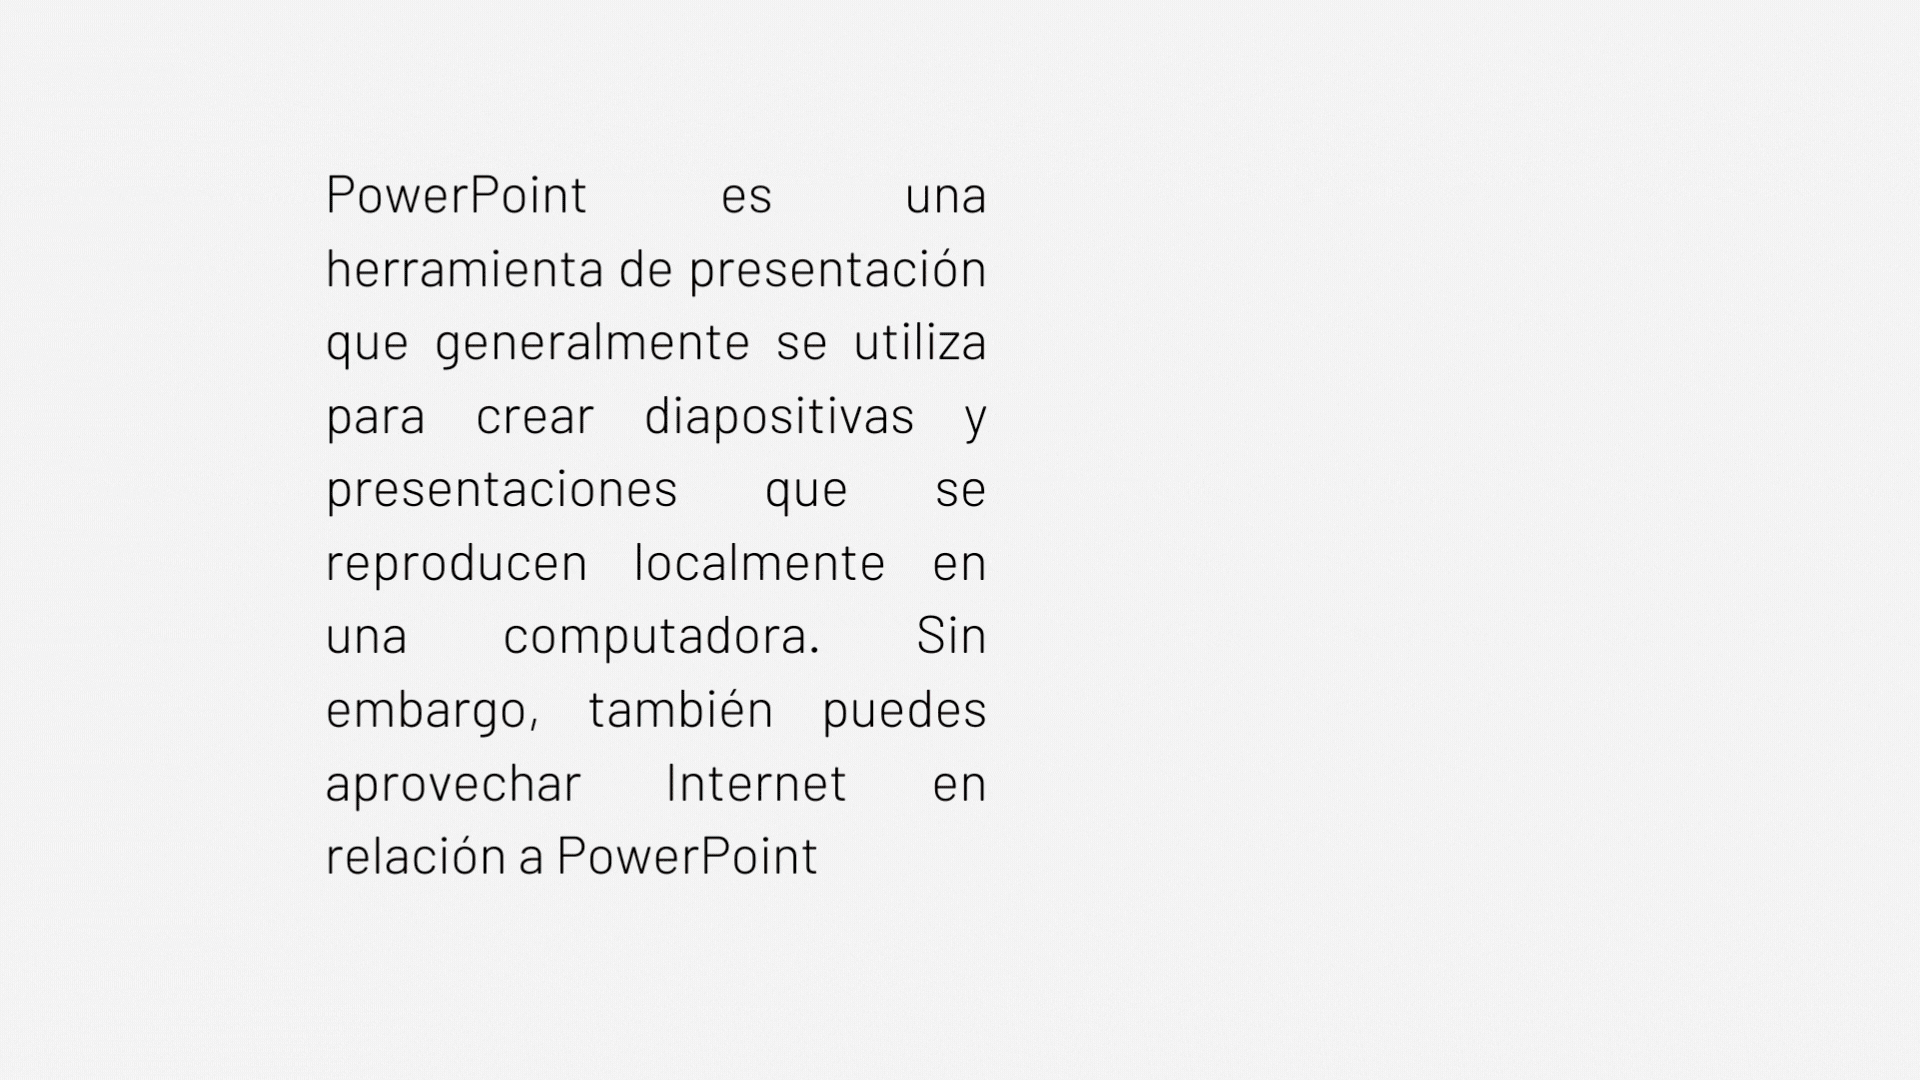 PowerPoint es una
herramienta de presentación
que generalmente se utiliza
para crear diapositivas y
presentaciones que se
reproducen localmente en
una computadora. Sin
embargo, también puedes
aprovechar Internet en
relación a PowerPoint